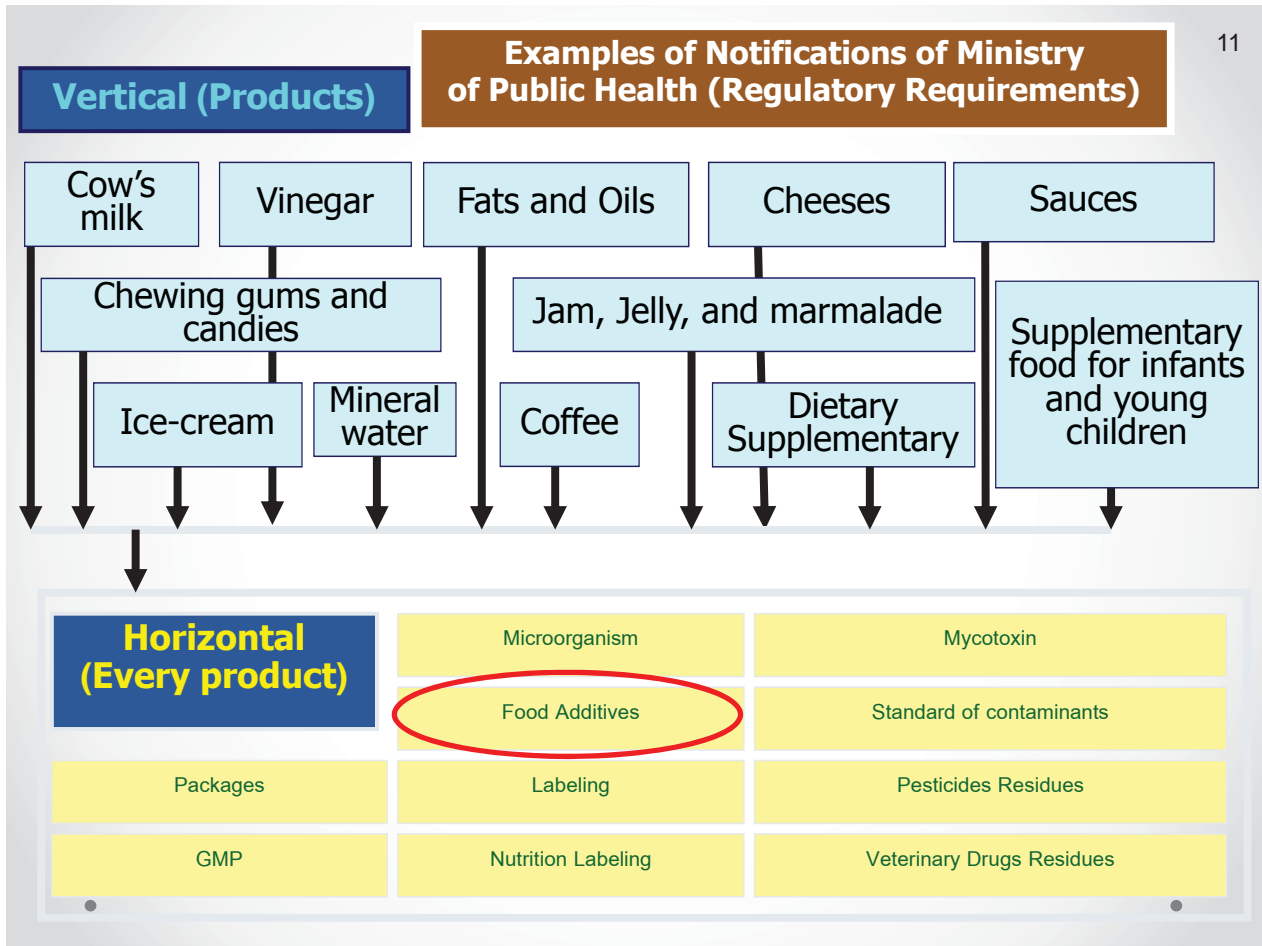 11
Examples of Notifications of Ministry
of Public Health (Regulatory Requirements)
Vertical (Products)
Cow’s
milk
Vinegar
Fats and Oils
Cheeses
Sauces
Chewing gums and
candies
Jam, Jelly, and marmalade
Supplementary
food for infants
and young
children
Ice-cream
Mineral
water
Coffee
Dietary
Supplementary
Horizontal
(Every product)
Microorganism
Mycotoxin
Food Additives
Standard of contaminants
Packages
Labeling
Pesticides Residues
GMP
Nutrition Labeling
Veterinary Drugs Residues